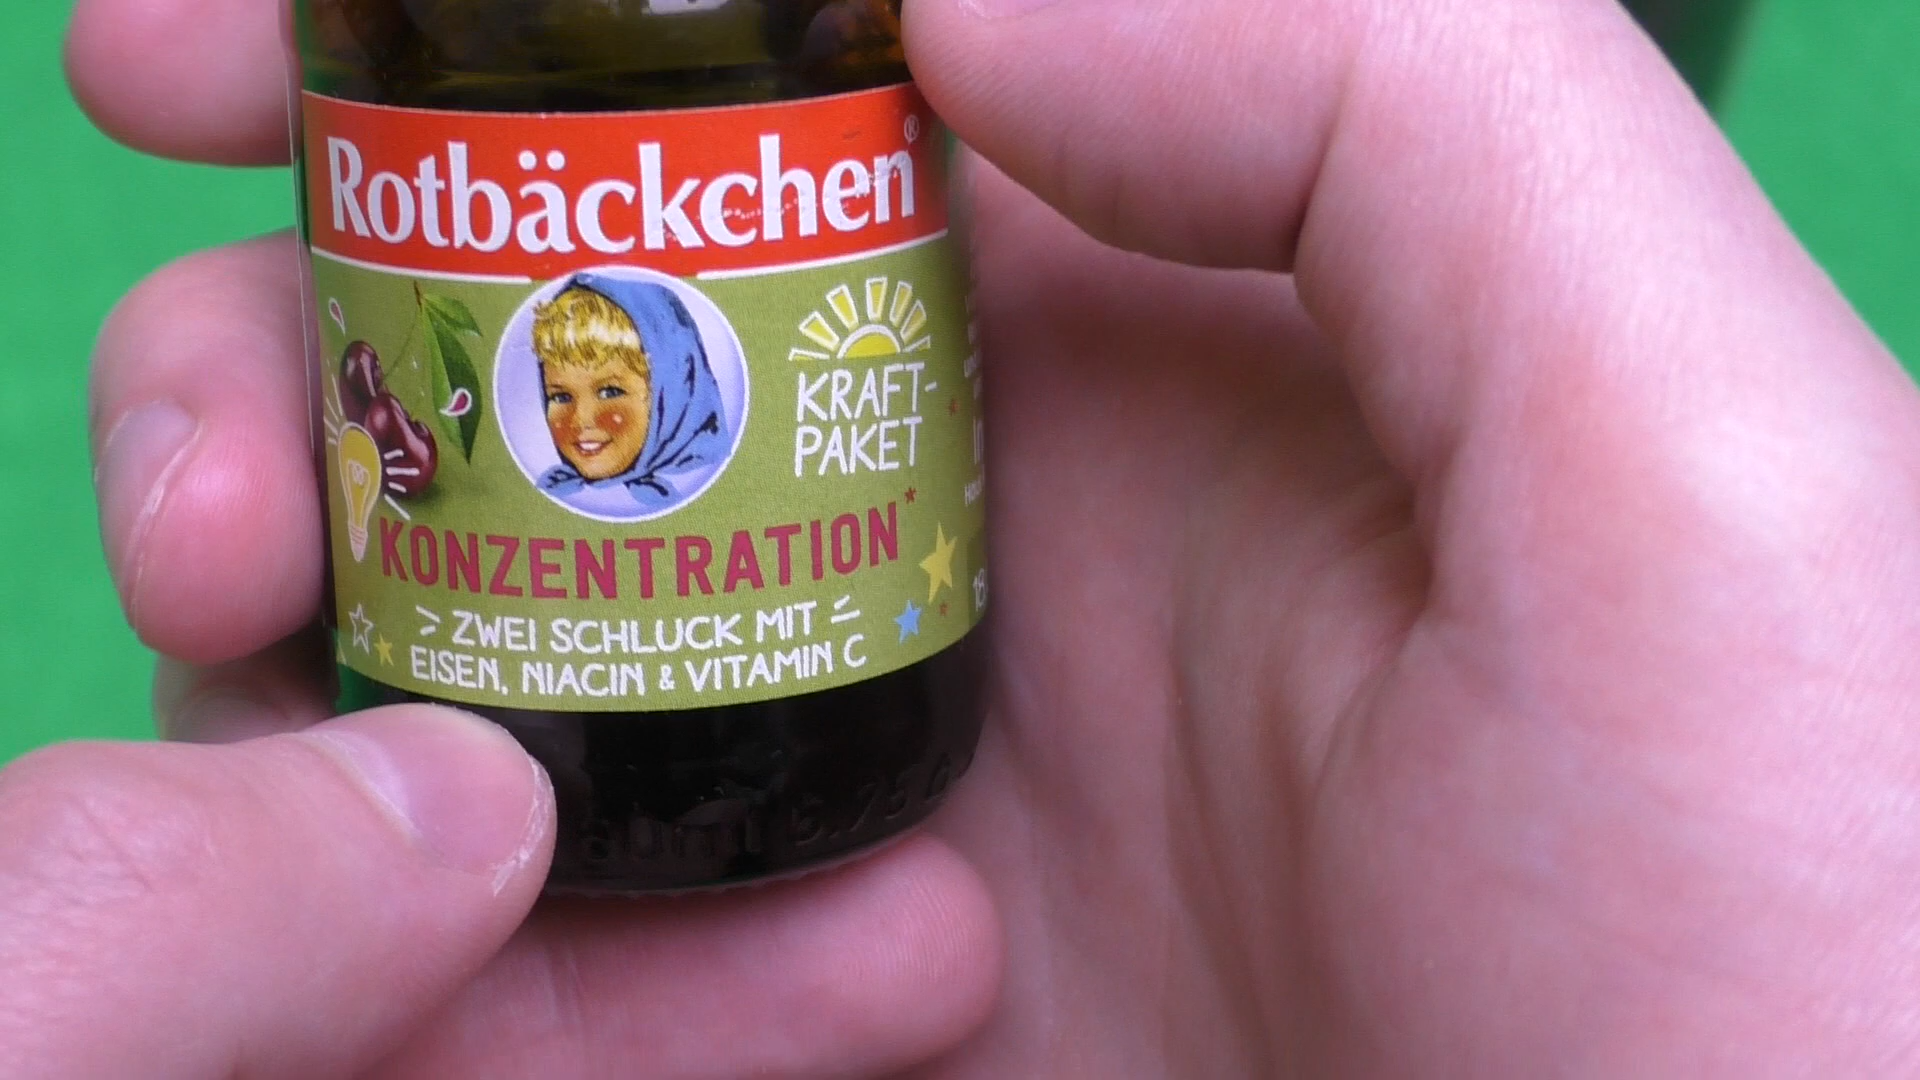 Rotbäckchen®
KRAFT-
PAKET
KONZENTRATION*
ZWEI SCHLUCK MIT
EISEN, NIACIN & VITAMIN C